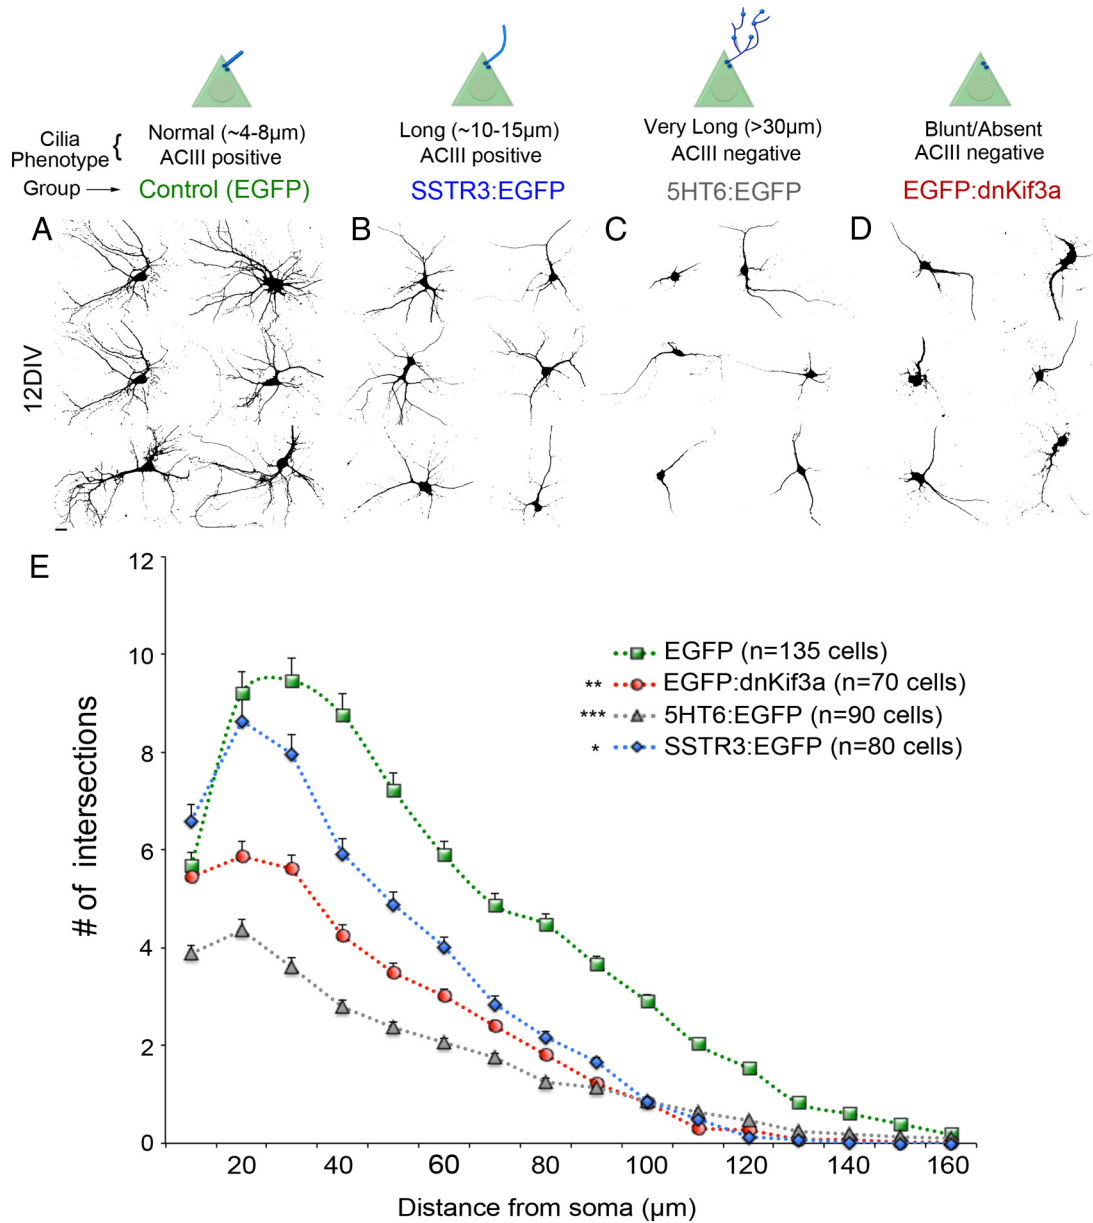 Cilia Phenotype {
Normal (~4-8µm)
ACIII positive
Long (~10-15µm)
ACIII positive
Very Long (>30µm)
ACIII negative
Blunt/Absent
ACIII negative
Group → Control (EGFP) SSTR3:EGFP 5HT6:EGFP EGFP:dnKif3a
A B C D
12DIV
E
EGFP (n=135 cells)
** EGFP:dnKif3a (n=70 cells)
*** 5HT6:EGFP (n=90 cells)
* SSTR3:EGFP (n=80 cells)
# of intersections
12
10
8
6
4
2
0
20 40 60 80 100 120 140 160
Distance from soma (µm)